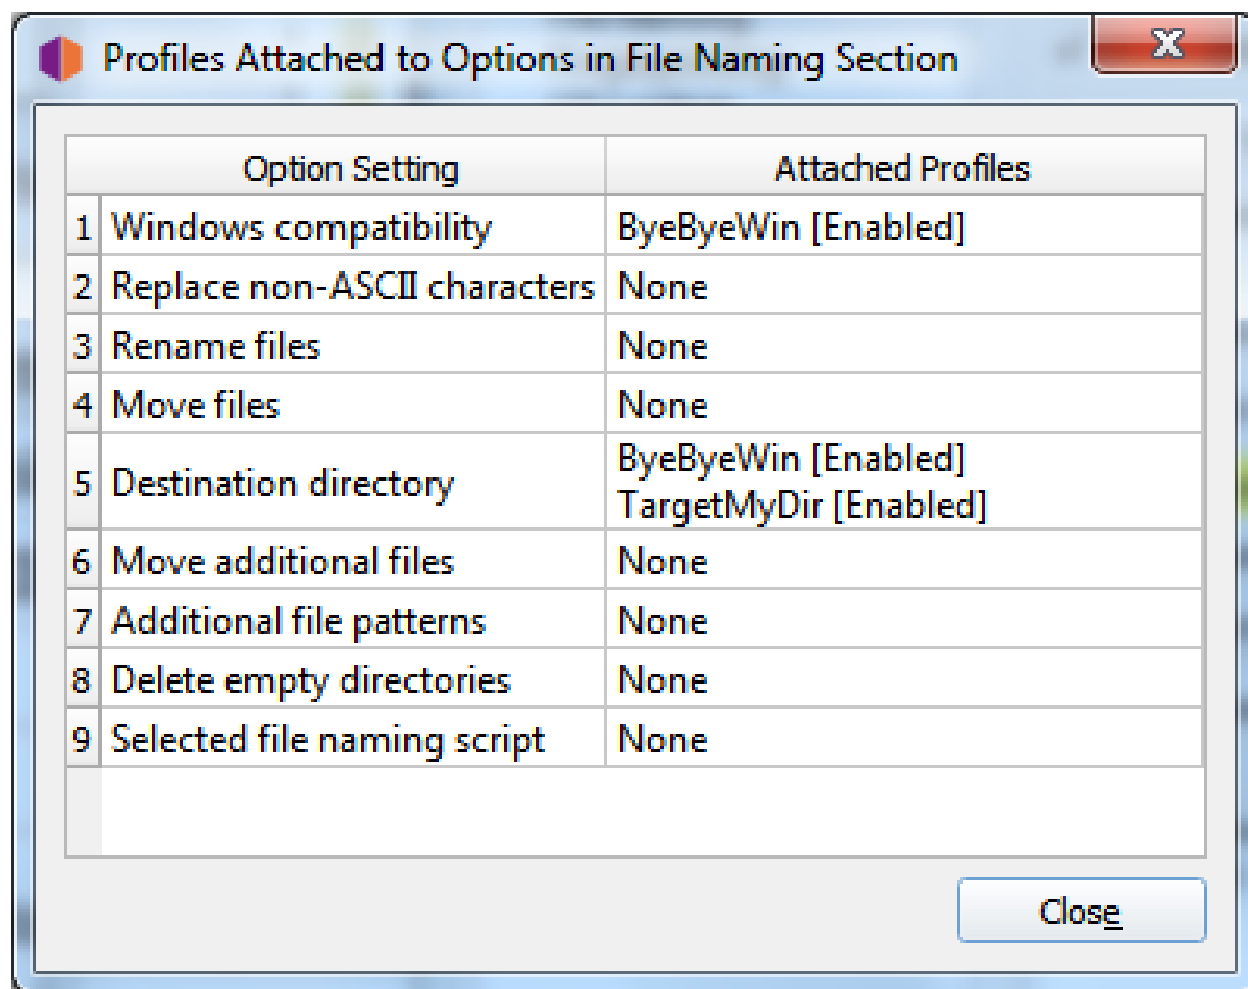 Profiles Attached to Options in File Naming Section
Option Setting Attached Profiles
1 Windows compatibility ByeByeWin [Enabled]
2 Replace non-ASCII characters None
3 Rename files None
4 Move files None
5 Destination directory ByeByeWin [Enabled]
TargetMyDir [Enabled]
6 Move additional files None
7 Additional file patterns None
8 Delete empty directories None
9 Selected file naming script None
Close